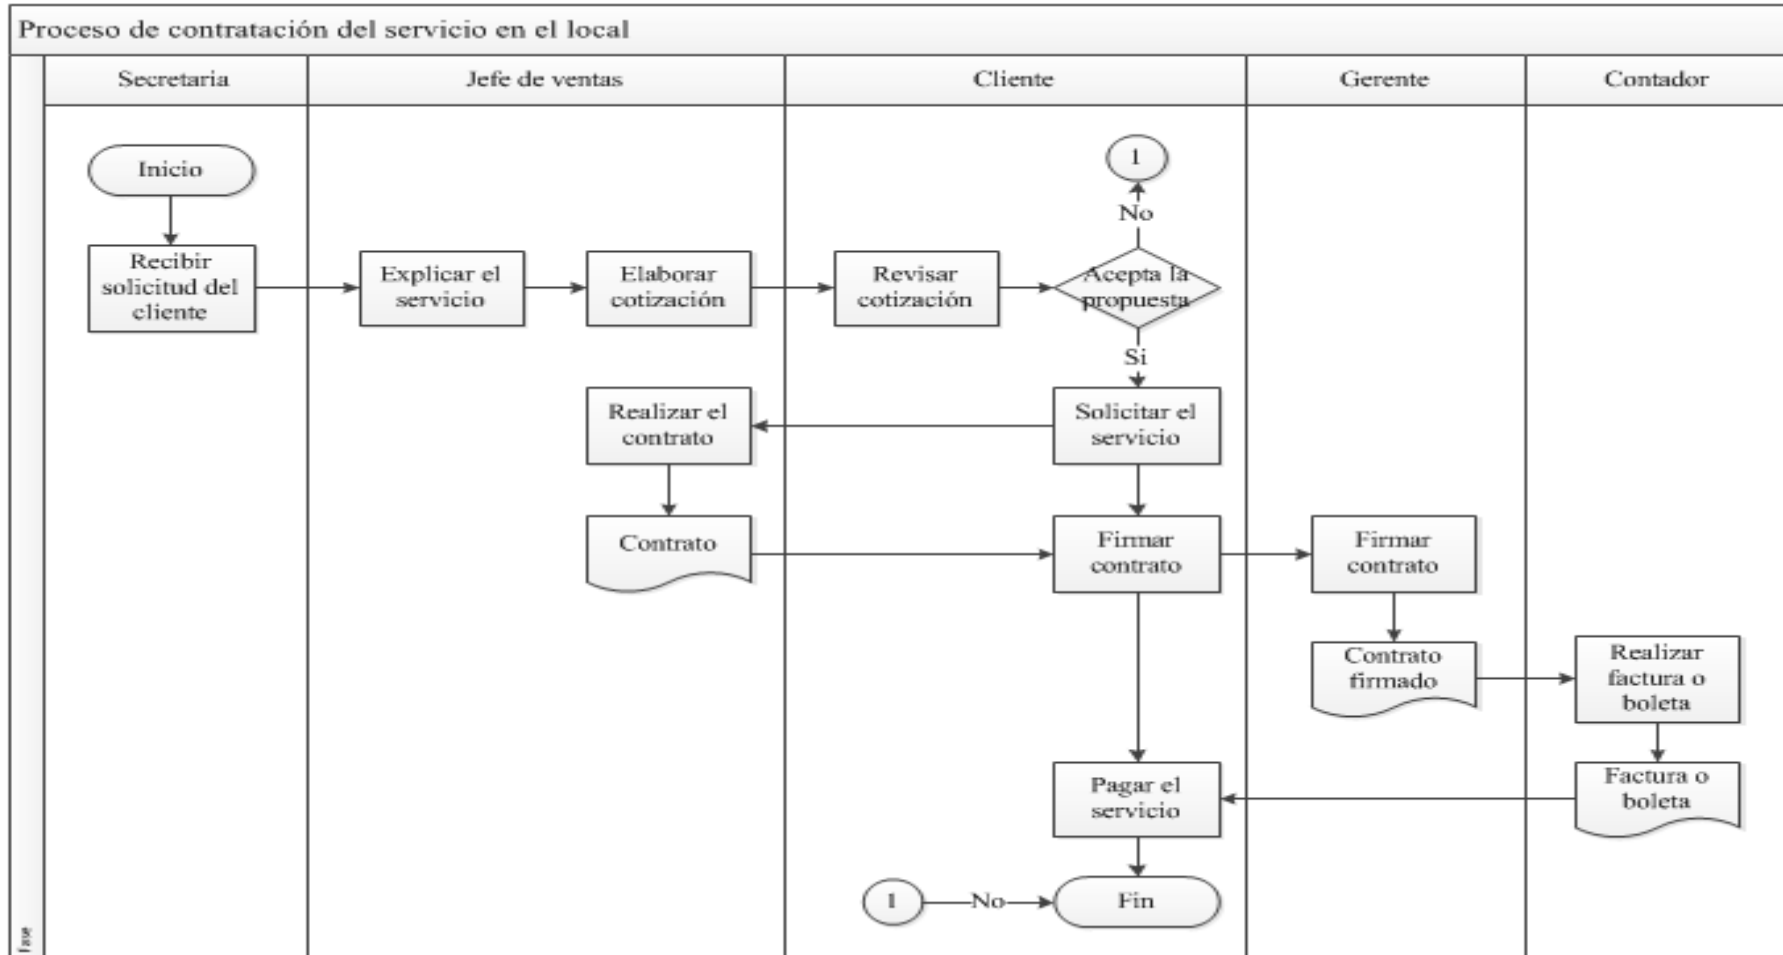 Proceso de contratación del servicio en el local
Secretaria
Jefe de ventas
Cliente
Gerente
Contador
Inicio
1
No
Recibir
solicitud del
cliente
Explicar el
servicio
Elaborar
cotización
Revisar
cotización
Acepta la
propuesta
Si
Realizar el
contrato
Solicitar el
servicio
Contrato
Firmar
contrato
Firmar
contrato
Contrato
firmado
Realizar
factura o
boleta
Pagar el
servicio
Factura o
boleta
1
No
Fin
fase